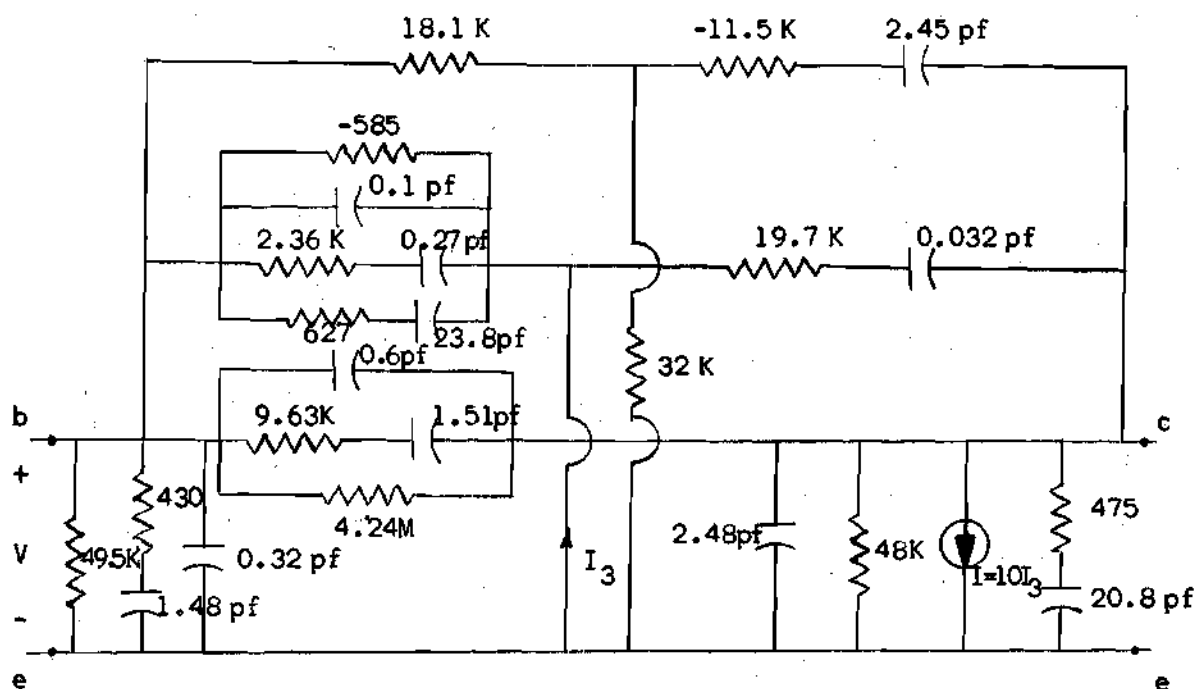 18.1 K
-11.5 K
2.45 pf
-585
0.1 pf
2.36 K
0.27pf
19.7 K
0.032 pf
627
23.8pf
0.6pf
32 K
b
9.63K
1.51pf
c
+
430
4.24M
475
V
49.5K
0.32 pf
I3
2.48pf
48K
I=10I3
1.48 pf
20.8 pf
-
e
e